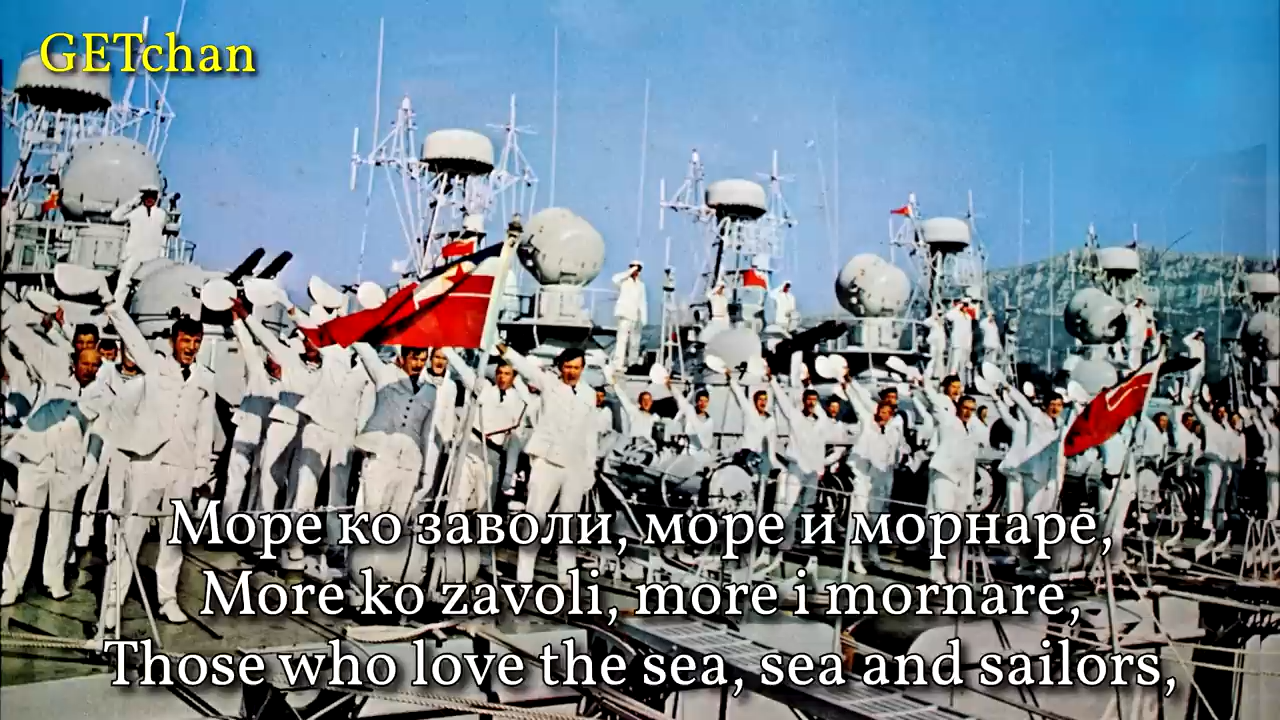 GETchan
Море ко заволи, море и морнаре,
More ko zavoli, more i mornare,
Those who love the sea, sea and sailors,